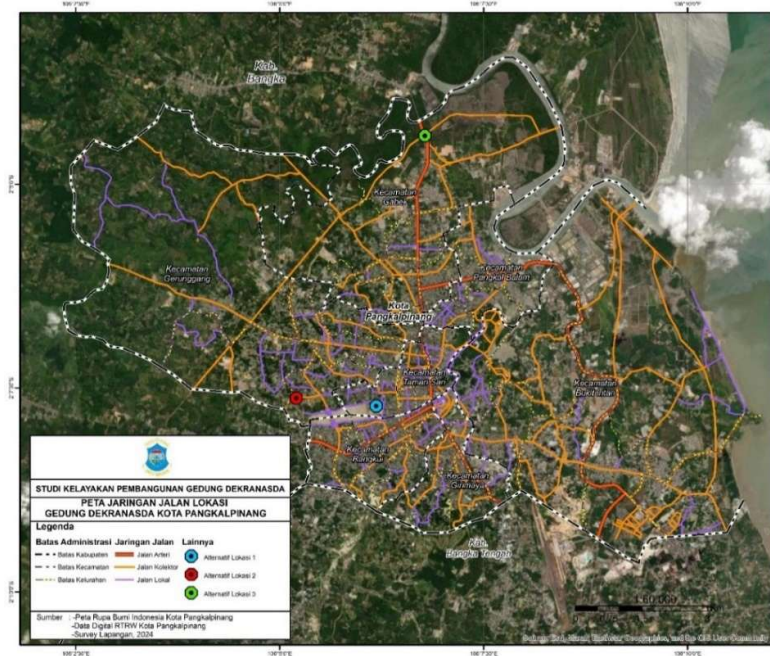 Kab.
Bangka
Kecamatan
Gabek
Kecamatan
Gerunggang
Kecamatan
Pangkal Balam
Kota
Pangkalpinang
Kecamatan
Taman Sari
Kecamatan
Bukit Intan
Kecamatan
Rangkui
Kecamatan
Girimaya
Kab.
Bangka Tengah
STUDI KELAYAKAN PEMBANGUNAN GEDUNG DEKRANASDA
PETA JARINGAN JALAN LOKASI
GEDUNG DEKRANASDA KOTA PANGKALPINANG
Legenda
Batas Administrasi Jaringan Jalan Lainnya
Batas Kabupaten Jalan Arteri Alternatif Lokasi 1
Batas Kecamatan Jalan Kolektor Alternatif Lokasi 2
Batas Kelurahan Jalan Lokal Alternatif Lokasi 3
Sumber : -Peta Rupa Bumi Indonesia Kota Pangkalpinang
-Data Digital RTRW Kota Pangkalpinang
-Survey Lapangan, 2024
1:60.000